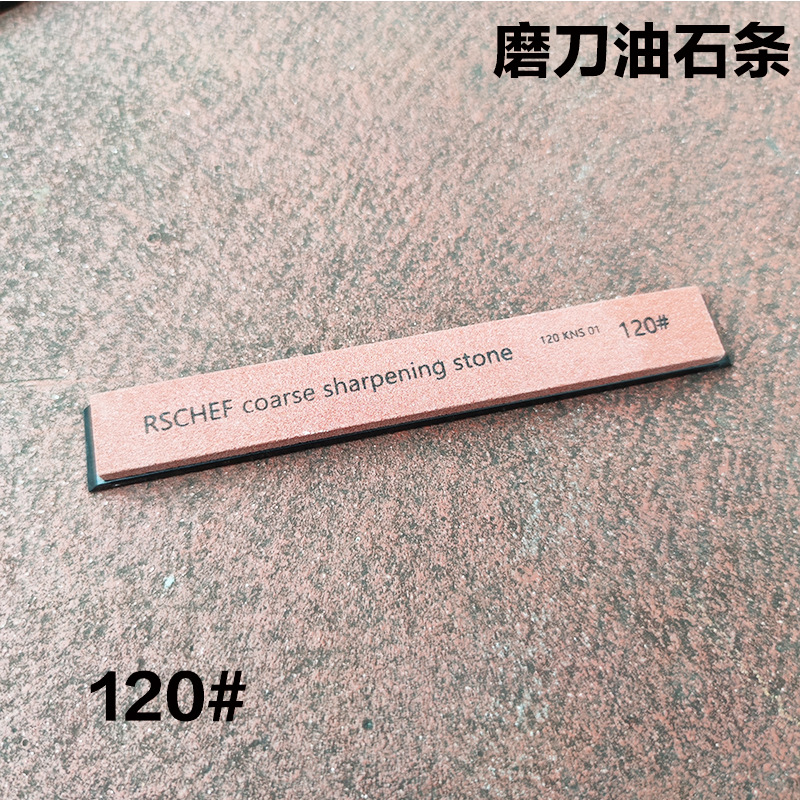 磨刀油石条
RSCHEF coarse sharpening stone 120 KNS 01 120#
120#